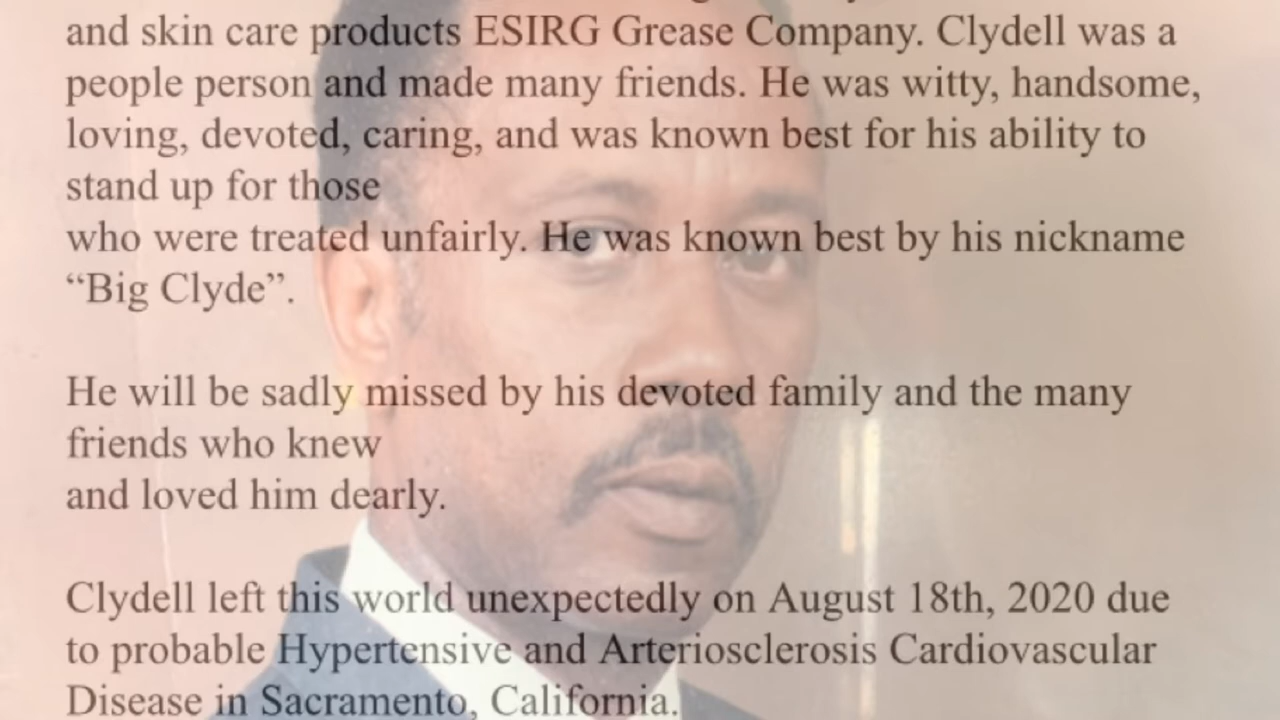 and skin care products ESIRG Grease Company. Clydell was a
people person and made many friends. He was witty, handsome,
loving, devoted, caring, and was known best for his ability to
stand up for those
who were treated unfairly. He was known best by his nickname
“Big Clyde”.
He will be sadly missed by his devoted family and the many
friends who knew
and loved him dearly.
Clydell left this world unexpectedly on August 18th, 2020 due
to probable Hypertensive and Arteriosclerosis Cardiovascular
Disease in Sacramento, California.